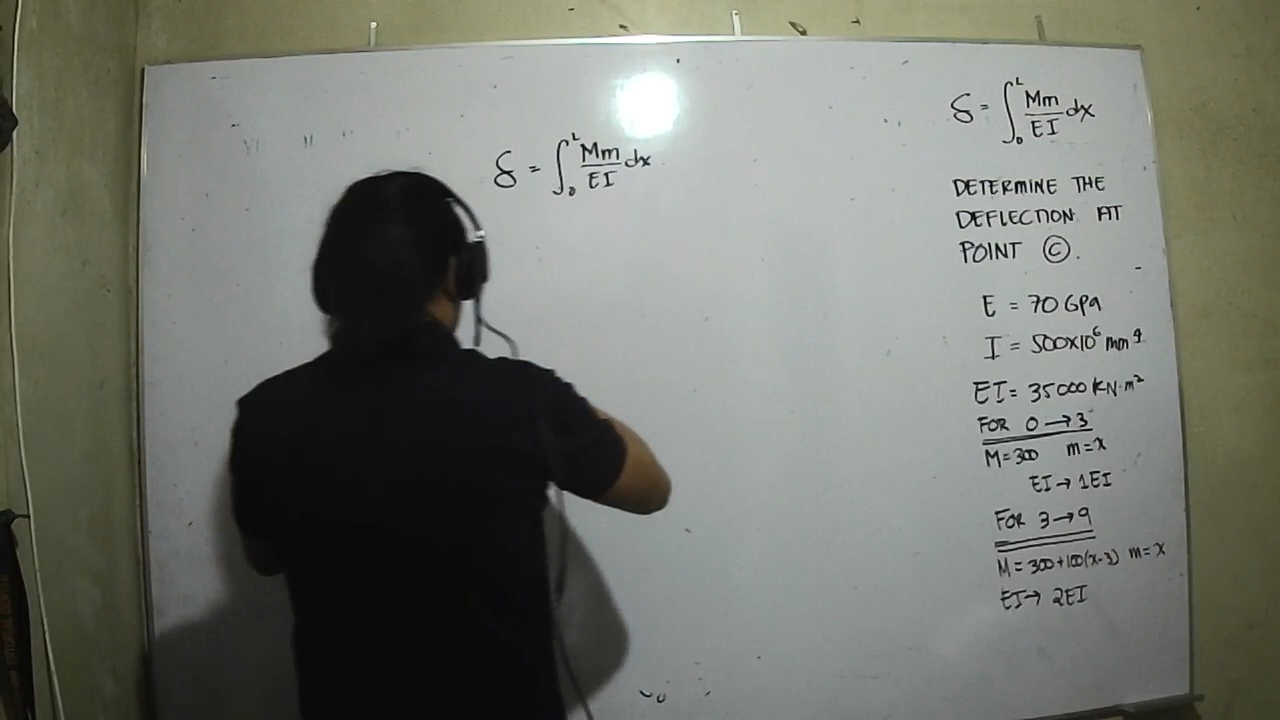 δ = ∫₀ᴸ Mm/EI dx
δ = ∫₀ᴸ Mm/EI dx
DETERMINE THE
DEFLECTION AT
POINT Ⓒ.
E = 70 GPa
I = 500x10⁶ mm⁴
EI = 35000 KN·m²
FOR 0 → 3
M = 300 m = x
EI → 1EI
FOR 3 → 9
M = 300 + 100(x-3) m = x
EI → 2EI